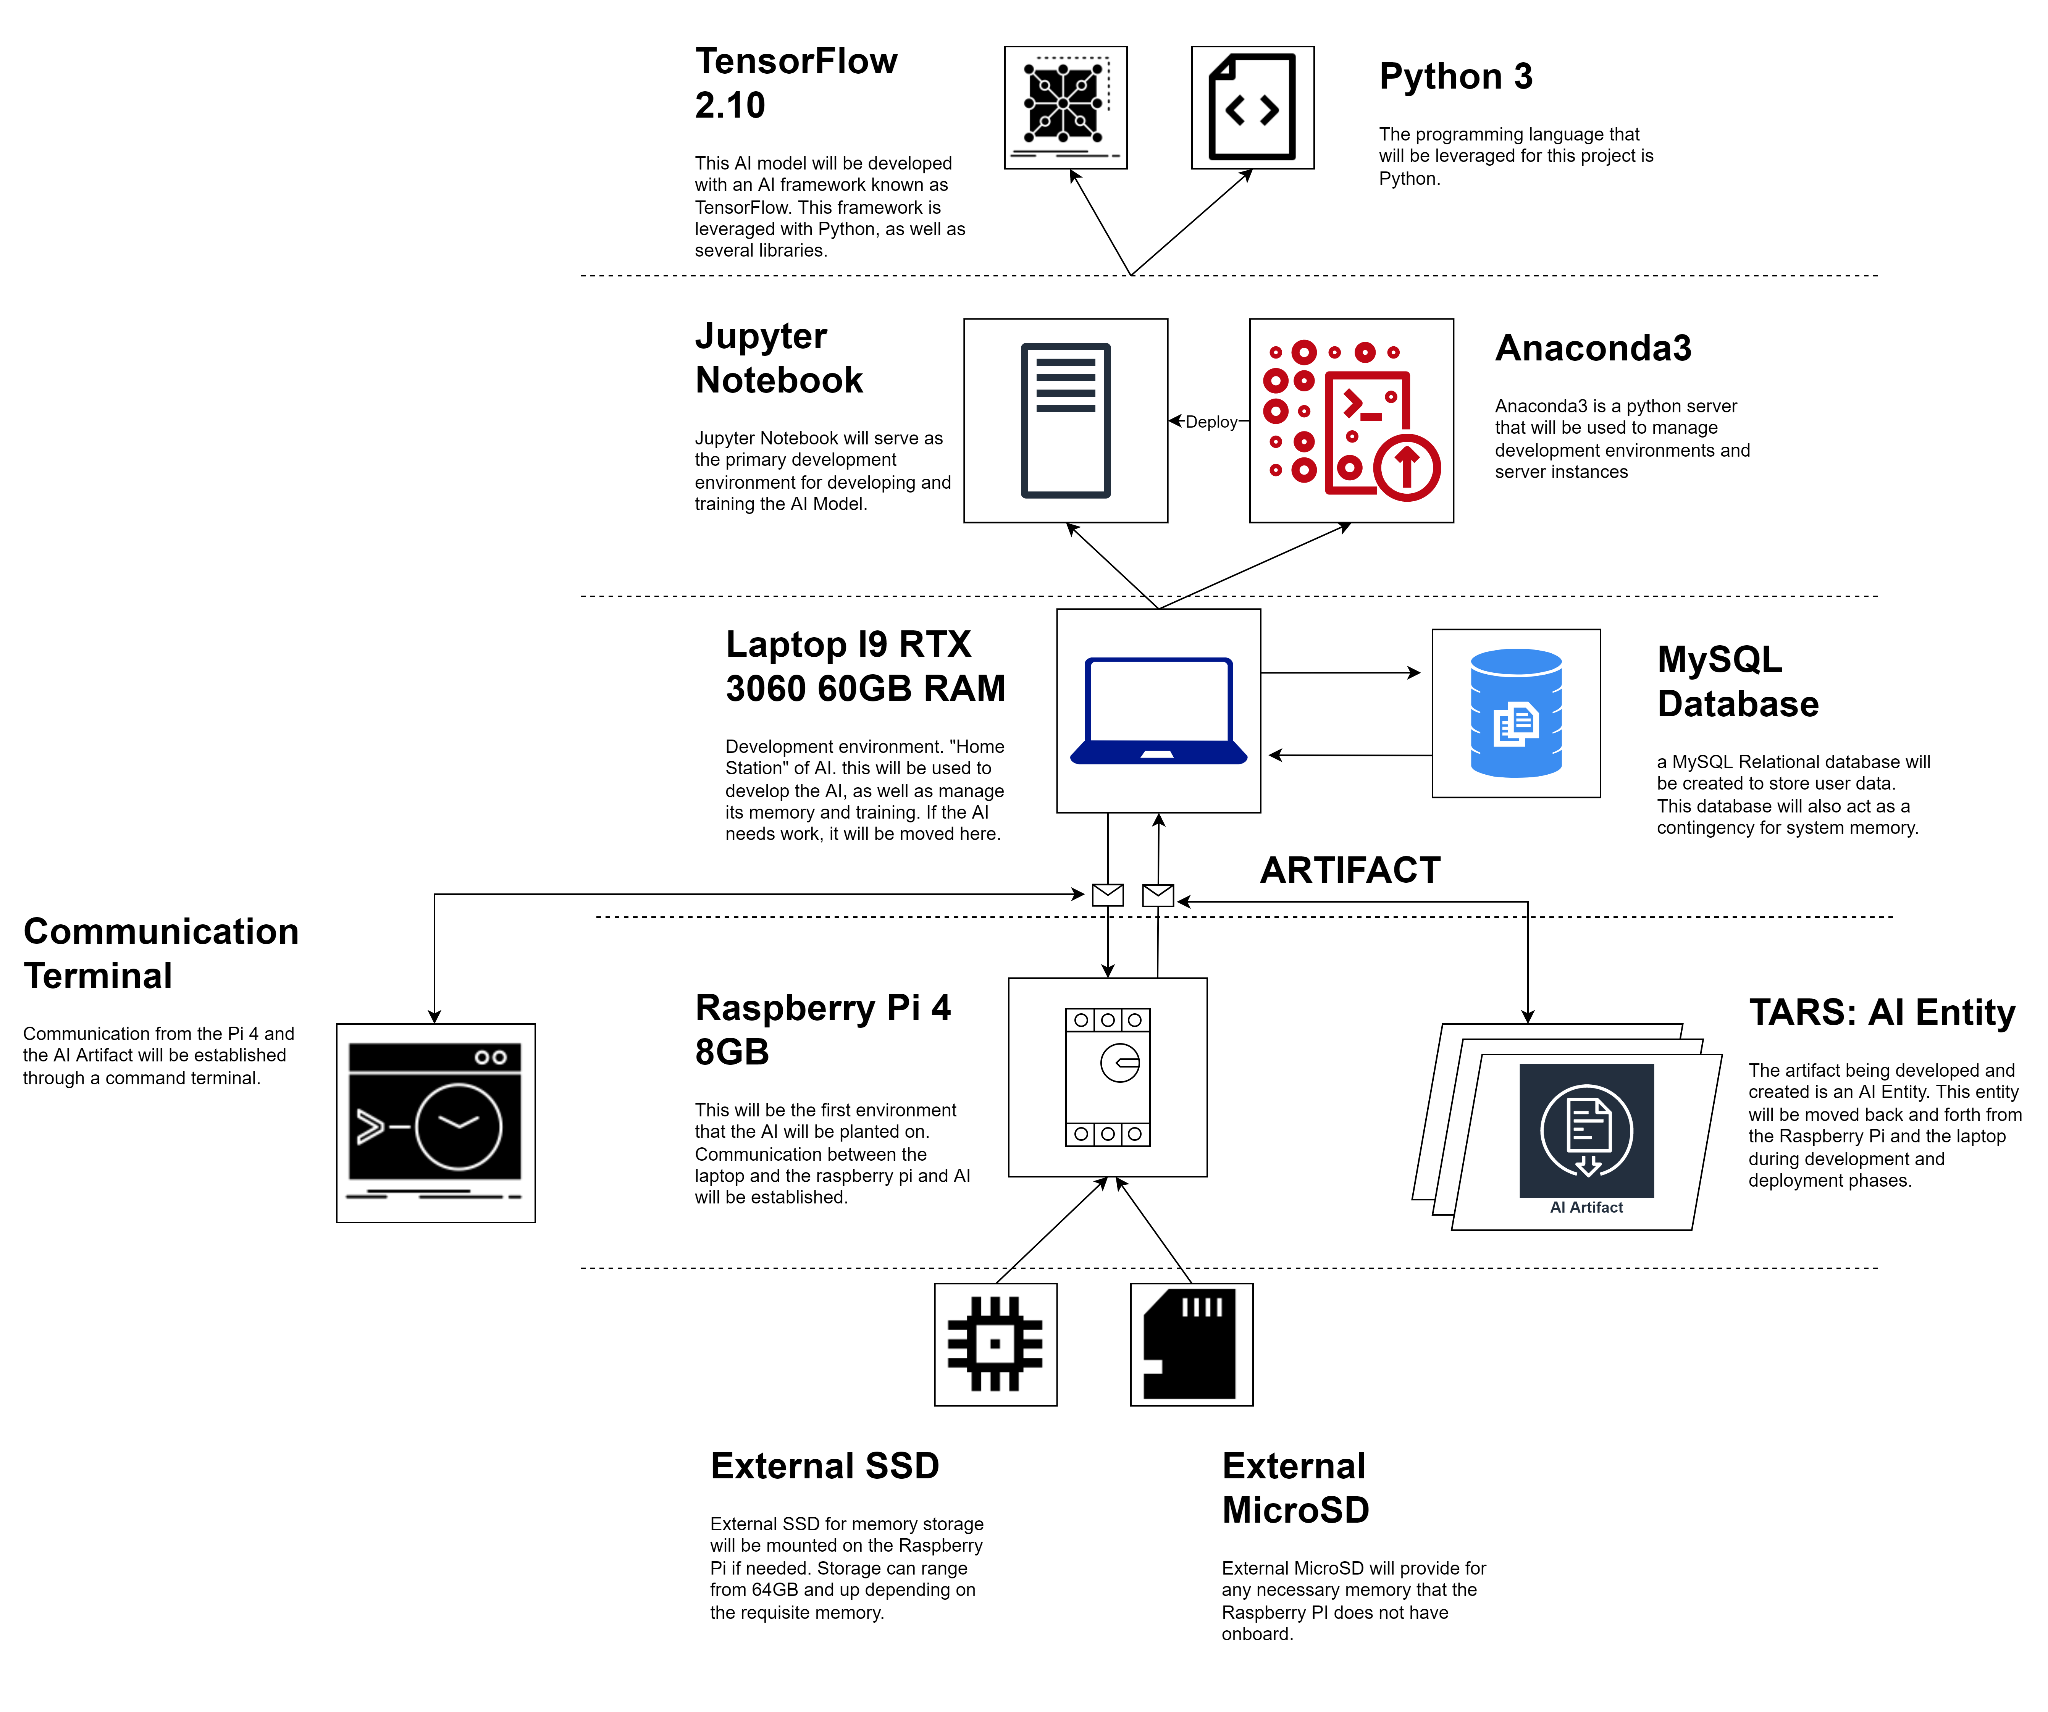 TensorFlow
2.10
This AI model will be developed
with an AI framework known as
TensorFlow. This framework is
leveraged with Python, as well as
several libraries.
Python 3
The programming language that
will be leveraged for this project is
Python.
Jupyter
Notebook
Jupyter Notebook will serve as
the primary development
environment for developing and
training the AI Model.
Deploy
Anaconda3
Anaconda3 is a python server
that will be used to manage
development environments and
server instances
Laptop I9 RTX
3060 60GB RAM
Development environment. "Home
Station" of AI. this will be used to
develop the AI, as well as manage
its memory and training. If the AI
needs work, it will be moved here.
MySQL
Database
a MySQL Relational database will
be created to store user data.
This database will also act as a
contingency for system memory.
ARTIFACT
Communication
Terminal
Communication from the Pi 4 and
the AI Artifact will be established
through a command terminal.
Raspberry Pi 4
8GB
This will be the first environment
that the AI will be planted on.
Communication between the
laptop and the raspberry pi and AI
will be established.
AI Artifact
TARS: AI Entity
The artifact being developed and
created is an AI Entity. This entity
will be moved back and forth from
the Raspberry Pi and the laptop
during development and
deployment phases.
External SSD
External SSD for memory storage
will be mounted on the Raspberry
Pi if needed. Storage can range
from 64GB and up depending on
the requisite memory.
External
MicroSD
External MicroSD will provide for
any necessary memory that the
Raspberry PI does not have
onboard.